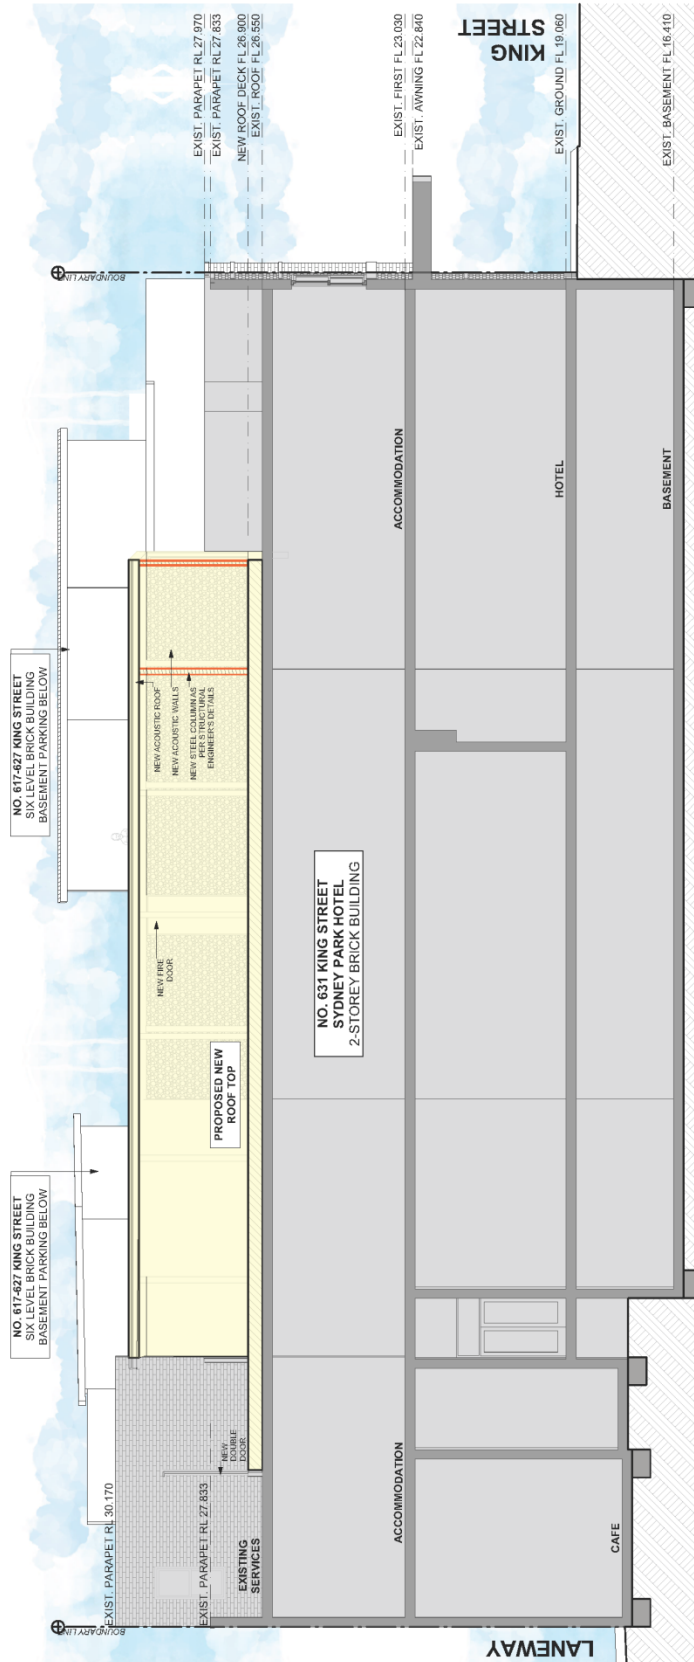 NO. 617-627 KING STREET
SIX LEVEL BRICK BUILDING
BASEMENT PARKING BELOW
NO. 617-627 KING STREET
SIX LEVEL BRICK BUILDING
BASEMENT PARKING BELOW
BOUNDARY LINE
BOUNDARY LINE
EXIST. PARAPET RL 30.170
EXIST. PARAPET RL 27.833
EXISTING
SERVICES
NEW
DOUBLE
DOOR
PROPOSED NEW
ROOF TOP
NEW FIRE
DOOR
NEW ACOUSTIC ROOF
NEW ACOUSTIC WALLS
NEW STEEL COLUMN AS
PER STRUCTURAL
ENGINEER'S DETAILS
EXIST. PARAPET RL 27.970
EXIST. PARAPET RL 27.833
NEW ROOF DECK FL 26.900
EXIST. ROOF FL 26.550
NO. 631 KING STREET
SYDNEY PARK HOTEL
2-STOREY BRICK BUILDING
ACCOMMODATION
ACCOMMODATION
EXIST. FIRST FL 23.030
EXIST. AWNING FL 22.840
KING
STREET
HOTEL
EXIST. GROUND FL 19.060
CAFE
BASEMENT
EXIST. BASEMENT FL 16.410
LANEWAY